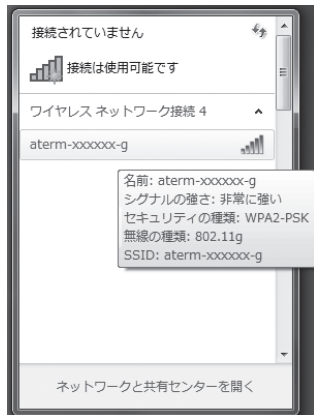 接続されていません
接続は使用可能です
ワイヤレス ネットワーク接続 4
aterm-xxxxxx-g
名前: aterm-xxxxxx-g
シグナルの強さ: 非常に強い
セキュリティの種類: WPA2-PSK
無線の種類: 802.11g
SSID: aterm-xxxxxx-g
ネットワークと共有センターを開く